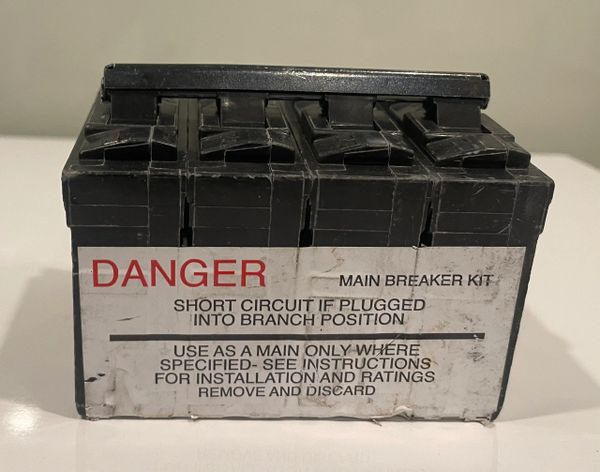 DANGER MAIN BREAKER KIT
SHORT CIRCUIT IF PLUGGED
INTO BRANCH POSITION
USE AS A MAIN ONLY WHERE
SPECIFIED- SEE INSTRUCTIONS
FOR INSTALLATION AND RATINGS
REMOVE AND DISCARD